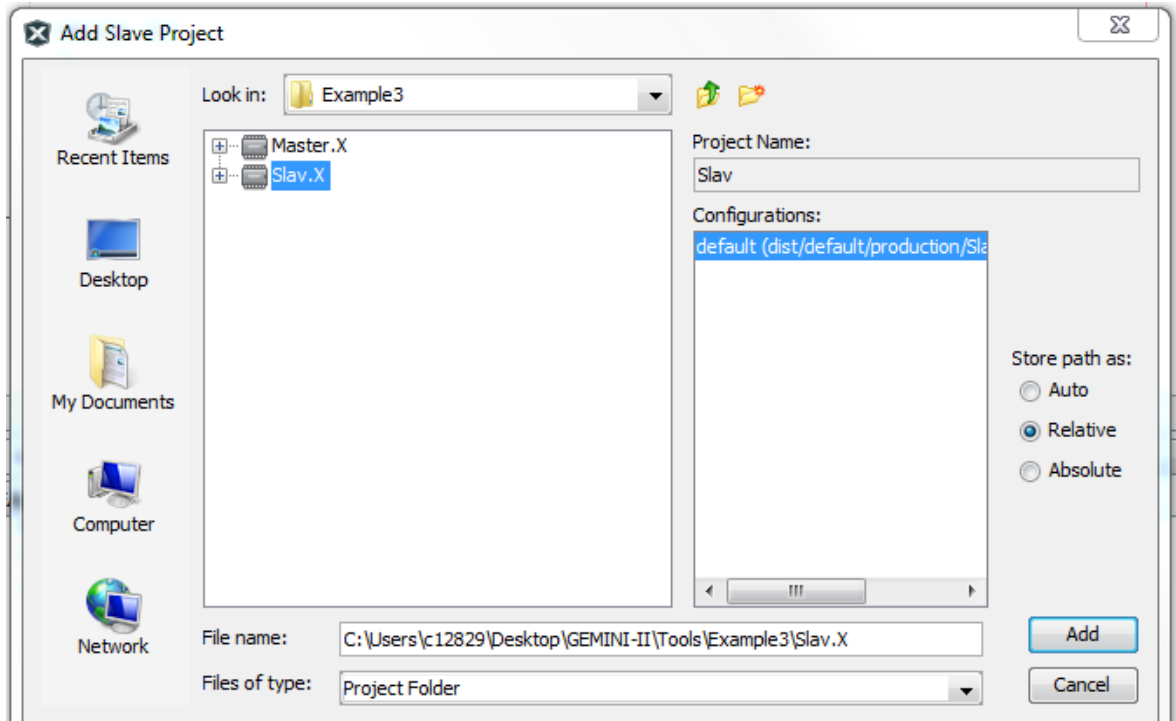 Add Slave Project
Look in:
Example3
Recent Items
Desktop
My Documents
Computer
Network
Master.X
Slav.X
Project Name:
Slav
Configurations:
default (dist/default/production/Sla
Store path as:
Auto
Relative
Absolute
File name:
C:\Users\c12829\Desktop\GEMINI-II\Tools\Example3\Slav.X
Add
Files of type:
Project Folder
Cancel